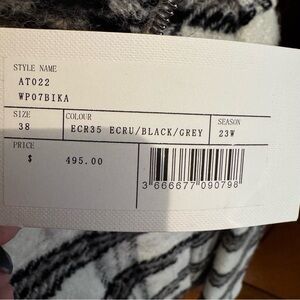 STYLE NAME
AT022
WP07BIKA
SIZE COLOUR SEASON
38 ECR35 ECRU/BLACK/GREY 23W
PRICE
$ 495.00
3 666677 090798